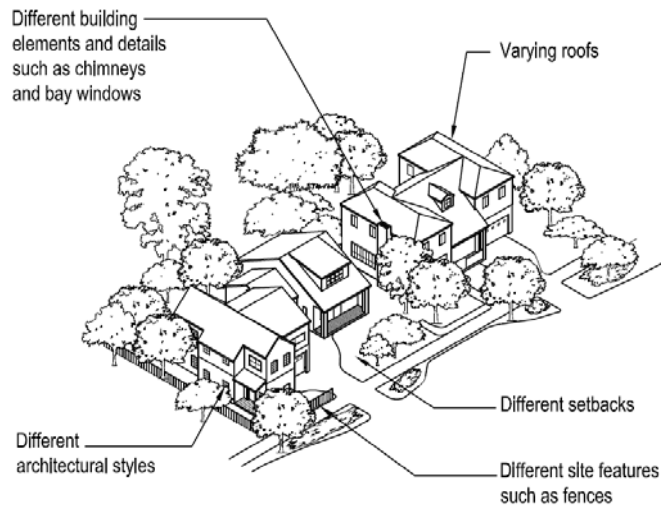 Different building
elements and details
such as chimneys
and bay windows
Varying roofs
Different setbacks
Different
architectural styles
Different site features
such as fences